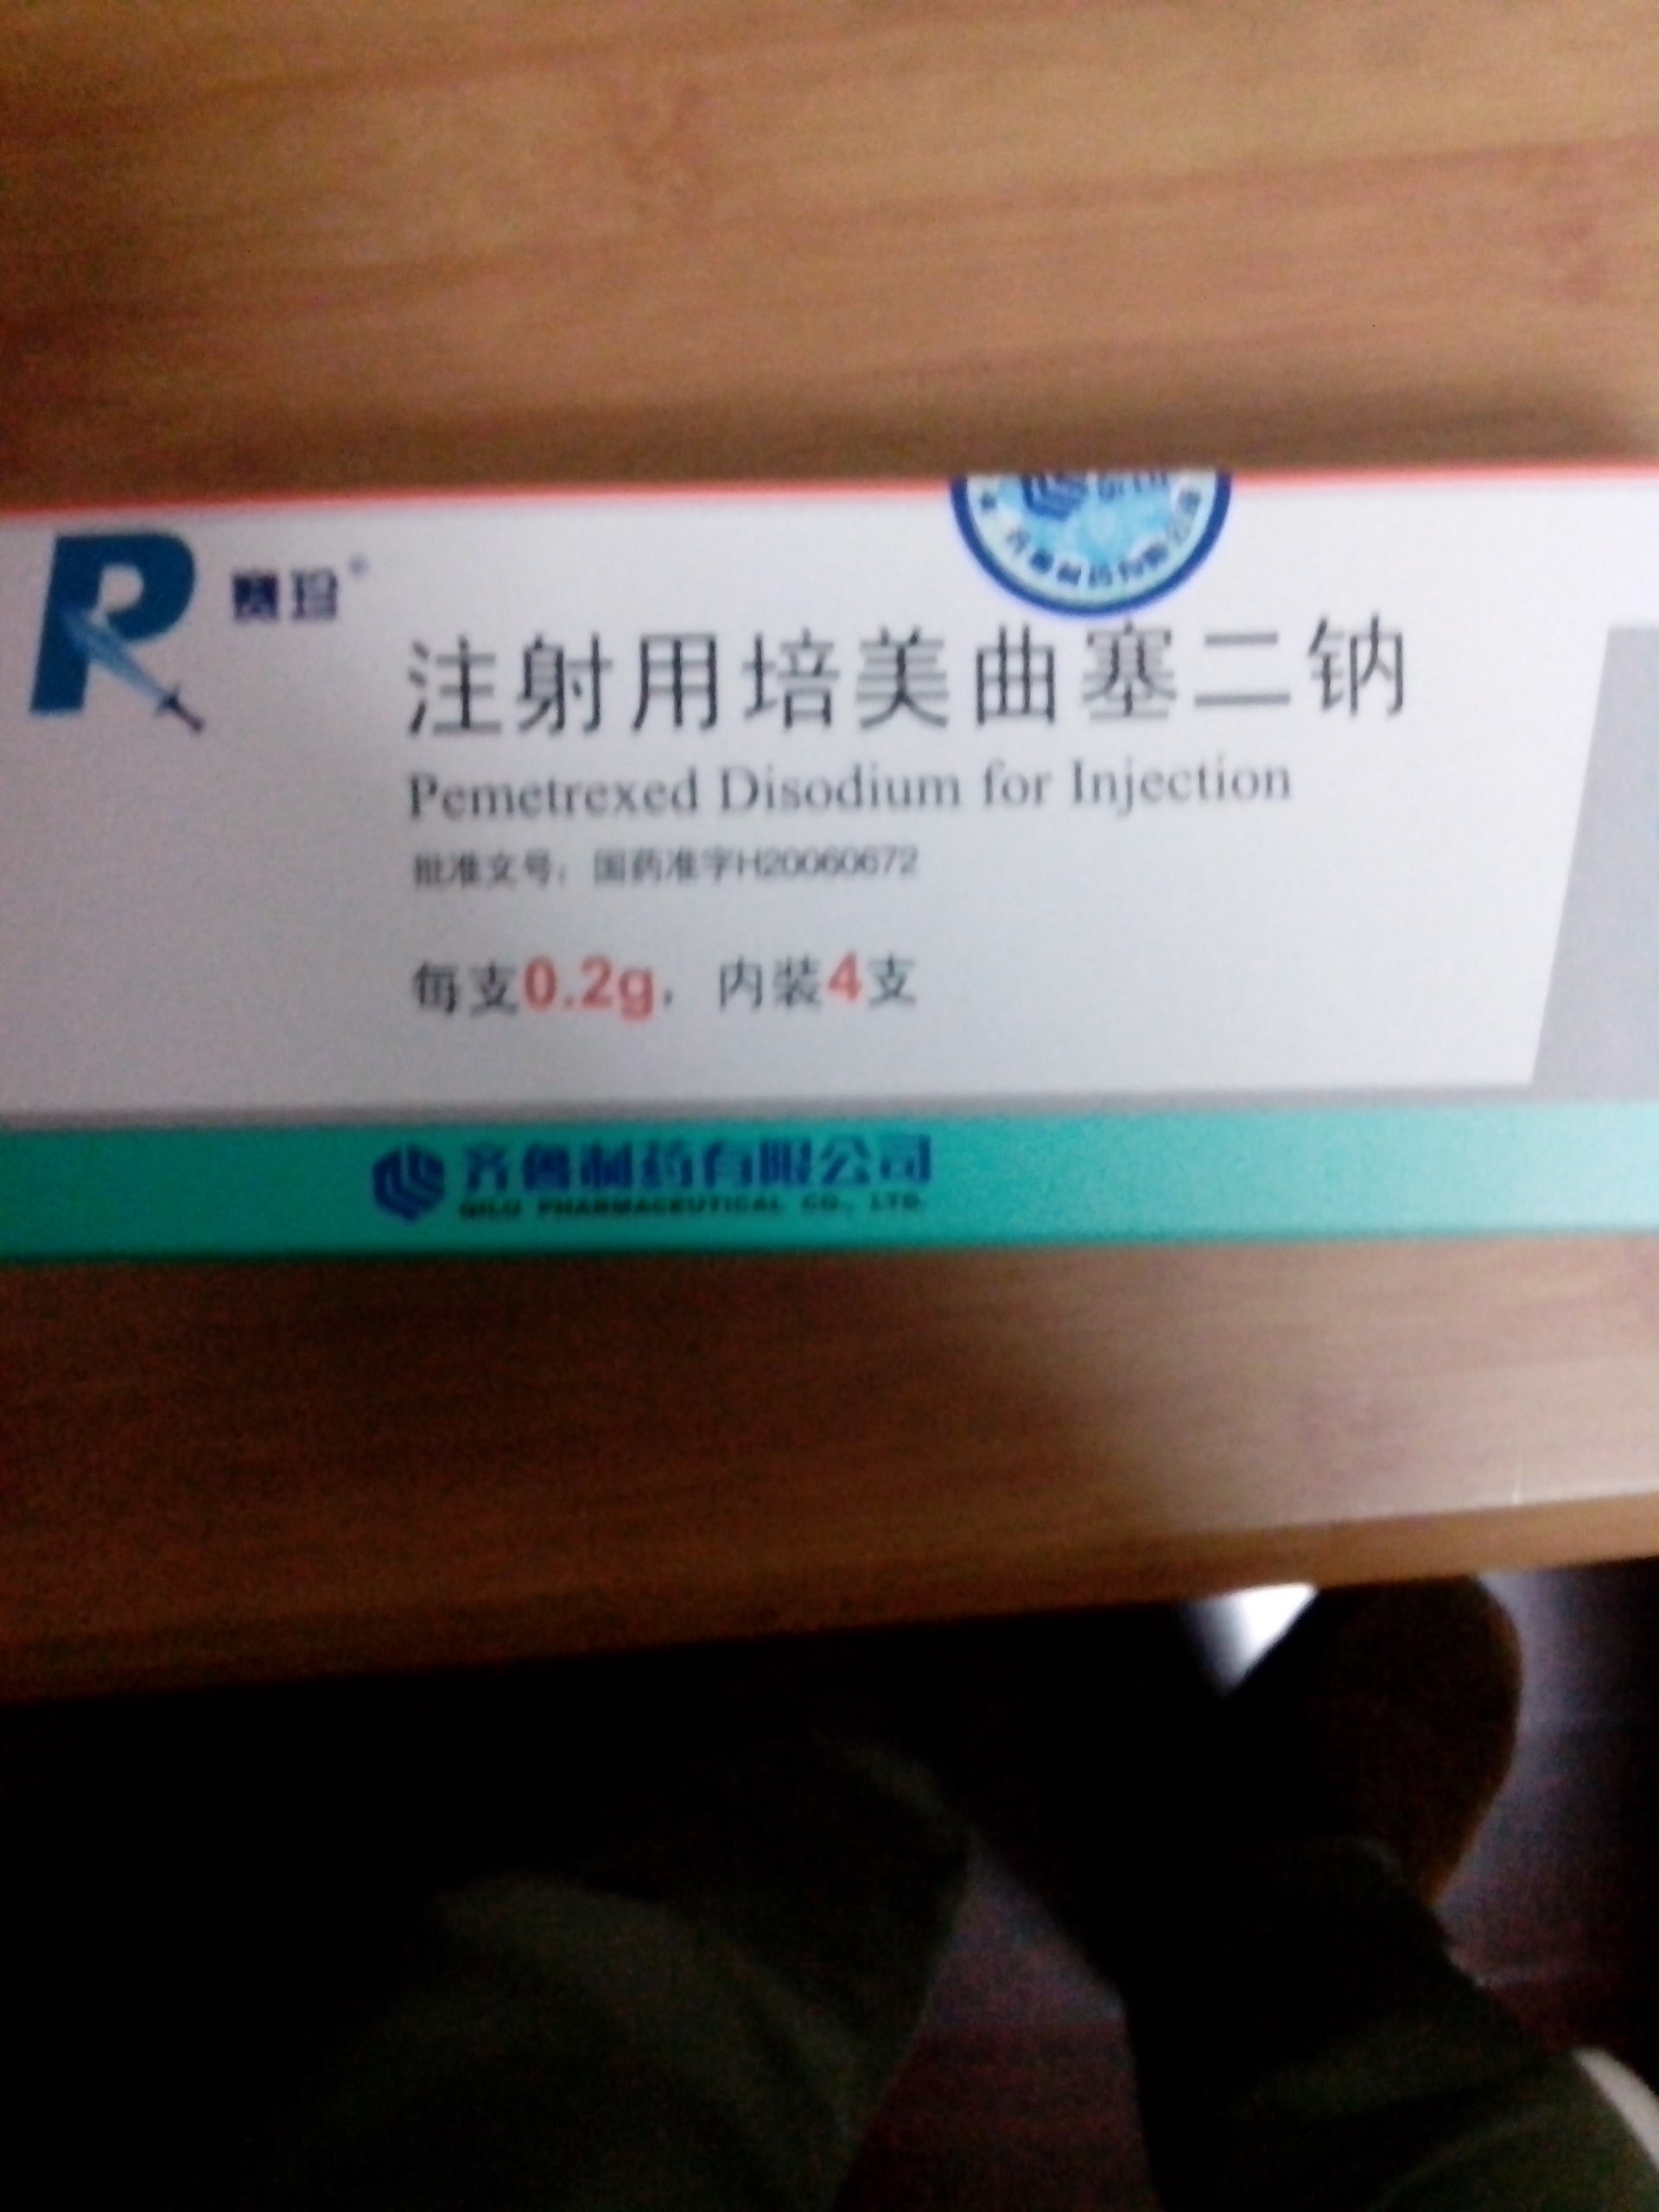 赛珍®
注射用培美曲塞二钠
Pemetrexed Disodium for Injection
批准文号：国药准字H20060672
每支0.2g，内装4支
齐鲁制药有限公司
QILU PHARMACEUTICAL CO., LTD.